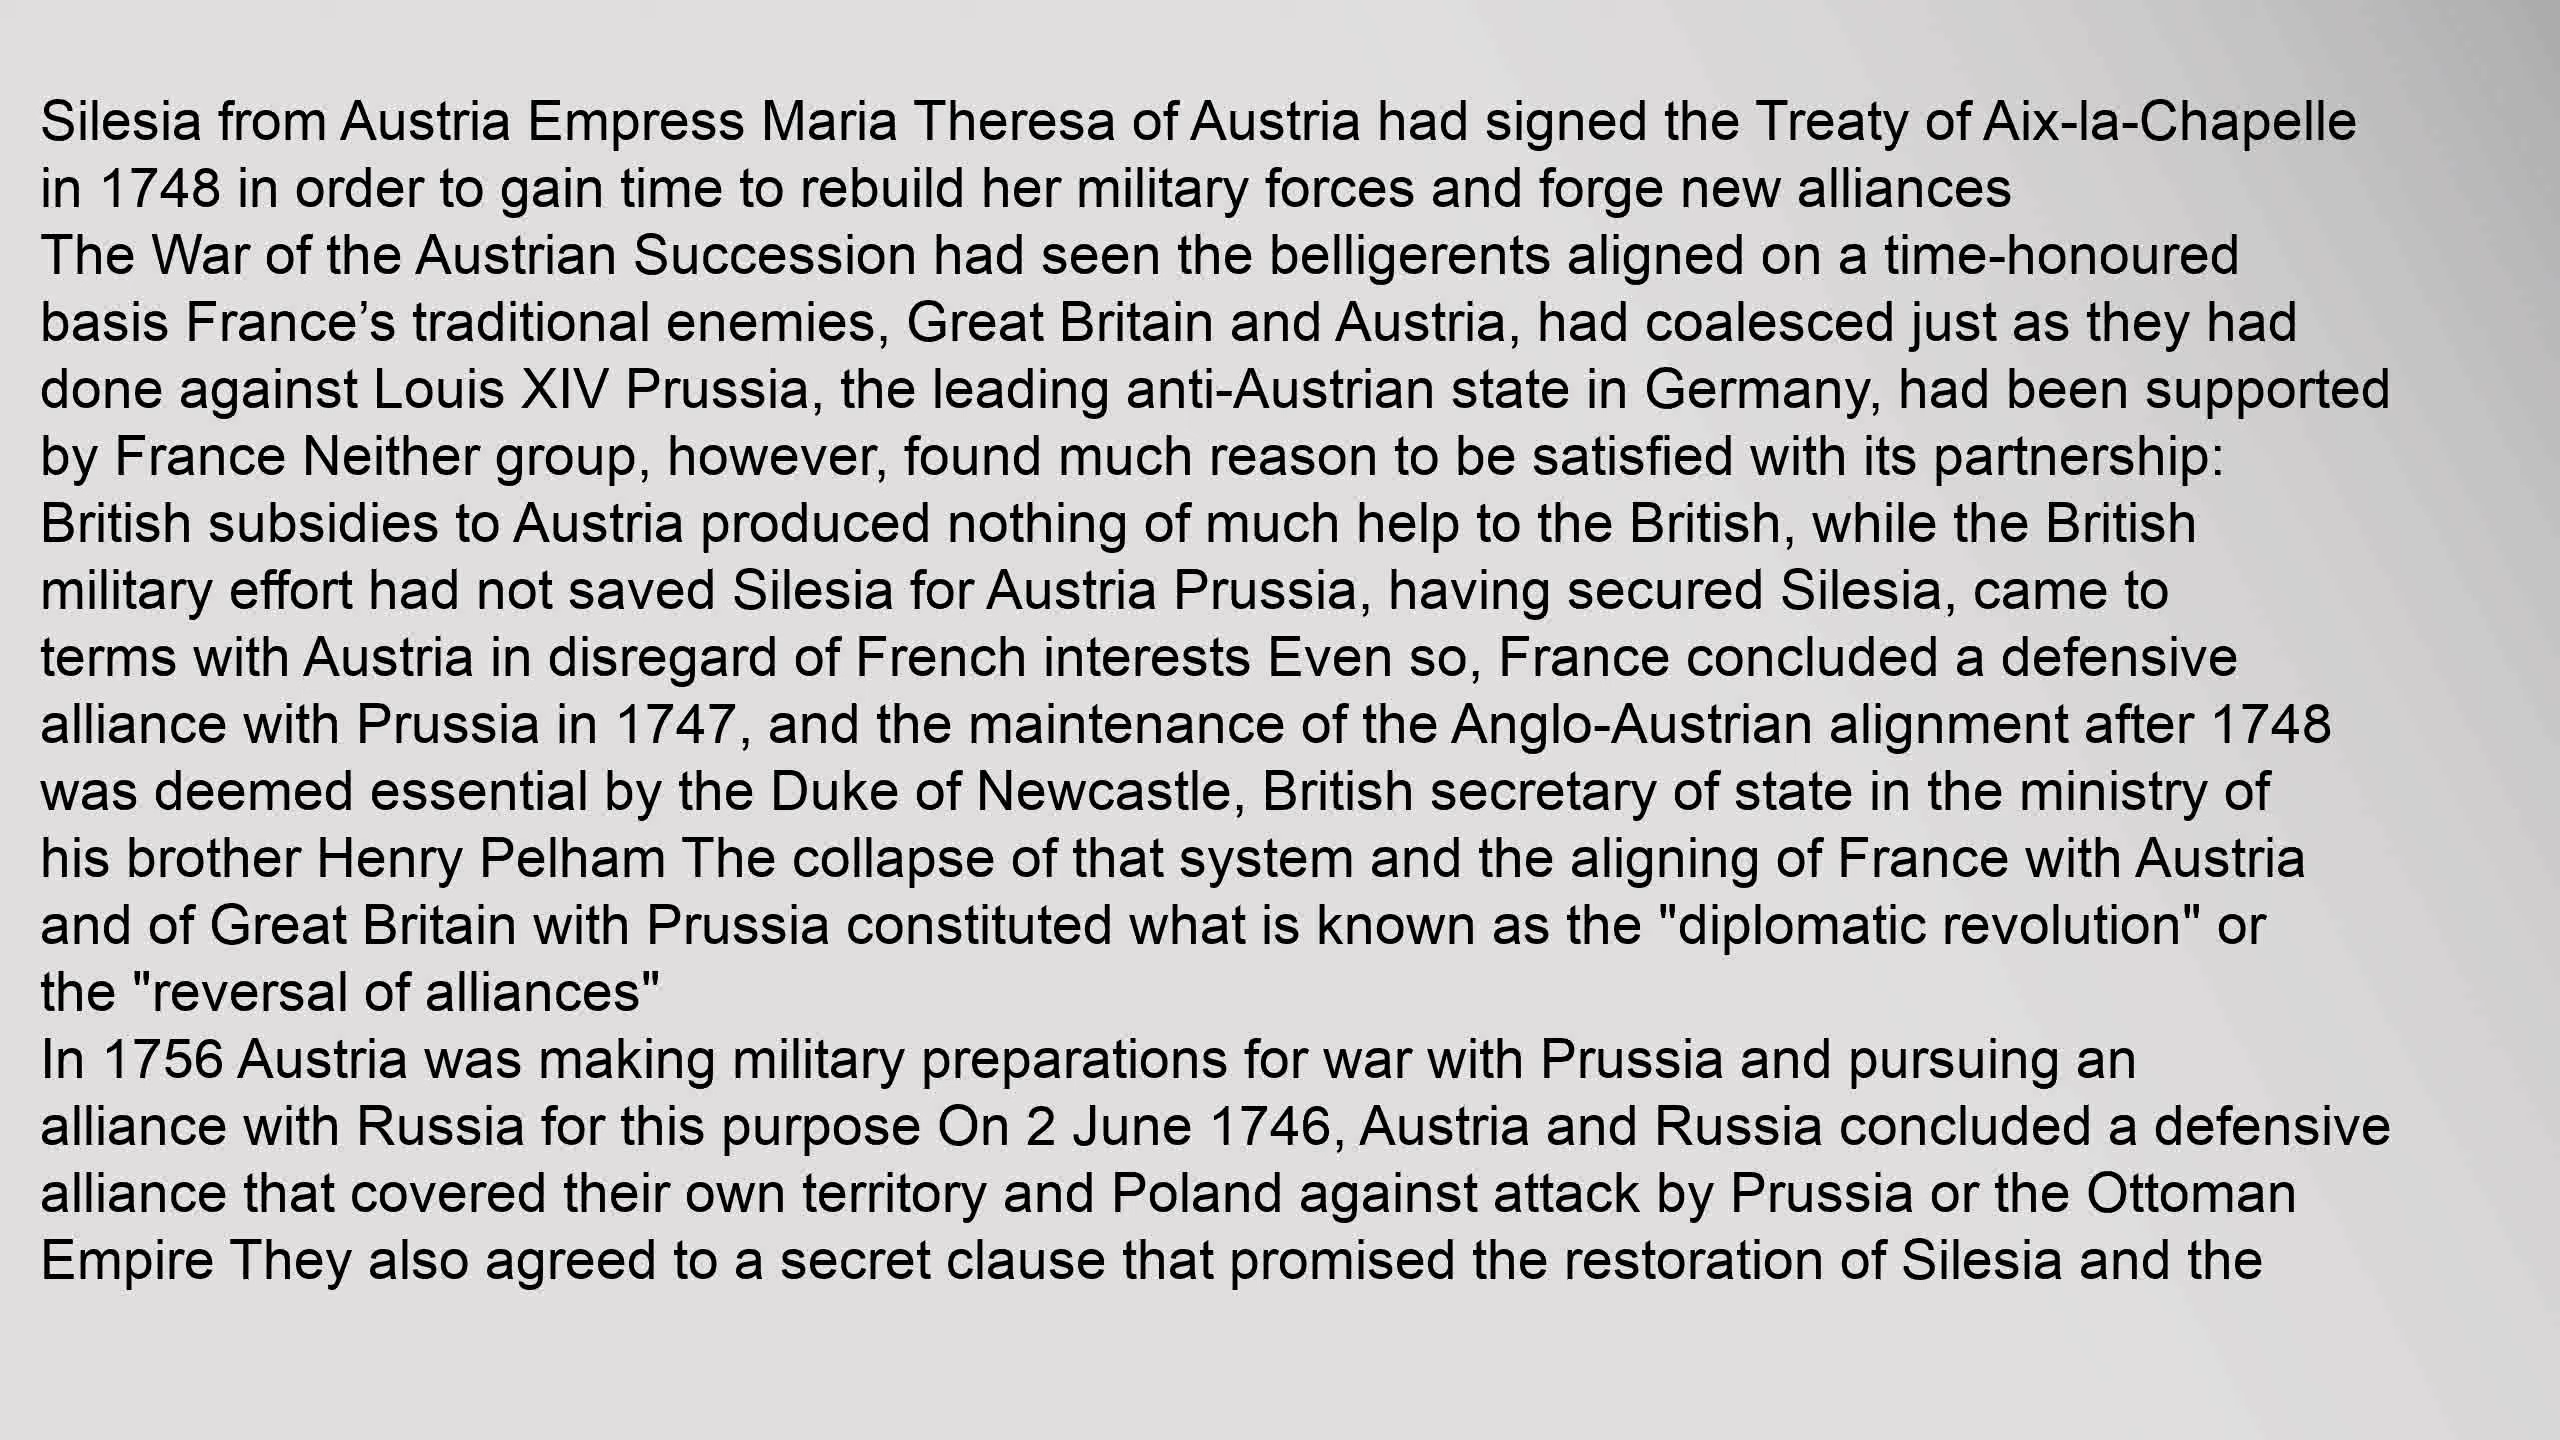 Silesia from Austria Empress Maria Theresa of Austria had signed the Treaty of Aix-la-Chapelle
in 1748 in order to gain time to rebuild her military forces and forge new alliances
The War of the Austrian Succession had seen the belligerents aligned on a time-honoured
basis France’s traditional enemies, Great Britain and Austria, had coalesced just as they had
done against Louis XIV Prussia, the leading anti-Austrian state in Germany, had been supported
by France Neither group, however, found much reason to be satisfied with its partnership:
British subsidies to Austria produced nothing of much help to the British, while the British
military effort had not saved Silesia for Austria Prussia, having secured Silesia, came to
terms with Austria in disregard of French interests Even so, France concluded a defensive
alliance with Prussia in 1747, and the maintenance of the Anglo-Austrian alignment after 1748
was deemed essential by the Duke of Newcastle, British secretary of state in the ministry of
his brother Henry Pelham The collapse of that system and the aligning of France with Austria
and of Great Britain with Prussia constituted what is known as the "diplomatic revolution" or
the "reversal of alliances"
In 1756 Austria was making military preparations for war with Prussia and pursuing an
alliance with Russia for this purpose On 2 June 1746, Austria and Russia concluded a defensive
alliance that covered their own territory and Poland against attack by Prussia or the Ottoman
Empire They also agreed to a secret clause that promised the restoration of Silesia and the